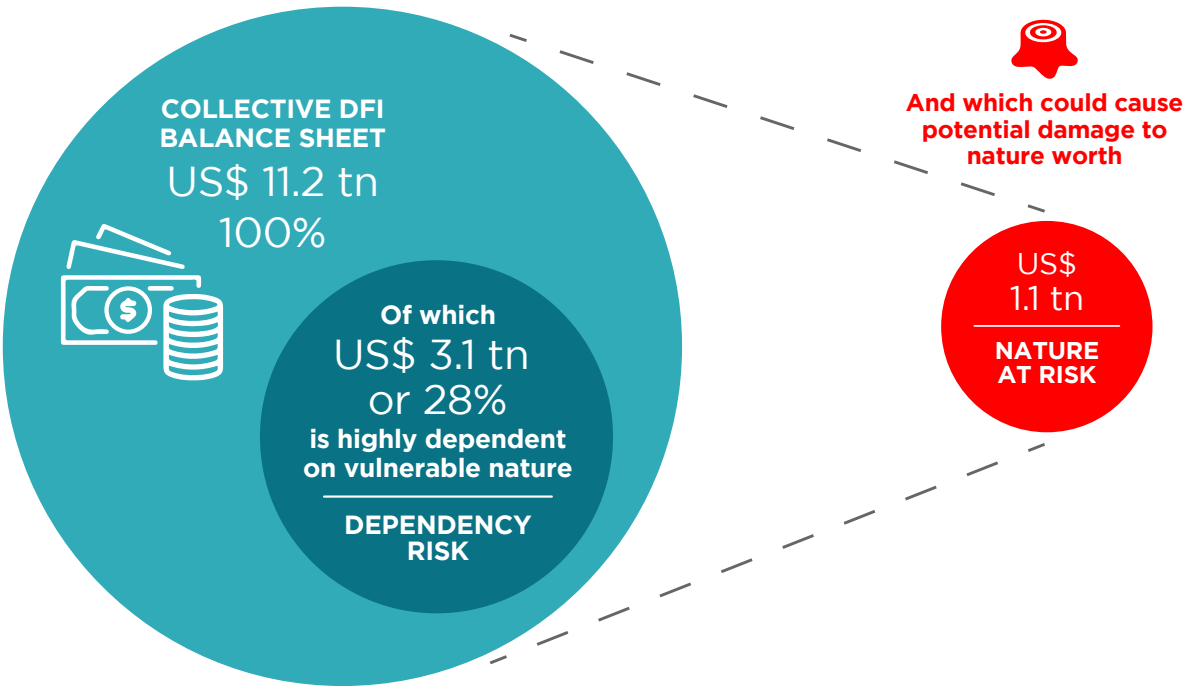 COLLECTIVE DFI
BALANCE SHEET
US$ 11.2 tn
100%
$
Of which
US$ 3.1 tn
or 28%
is highly dependent
on vulnerable nature
DEPENDENCY
RISK
And which could cause
potential damage to
nature worth
US$
1.1 tn
NATURE
AT RISK